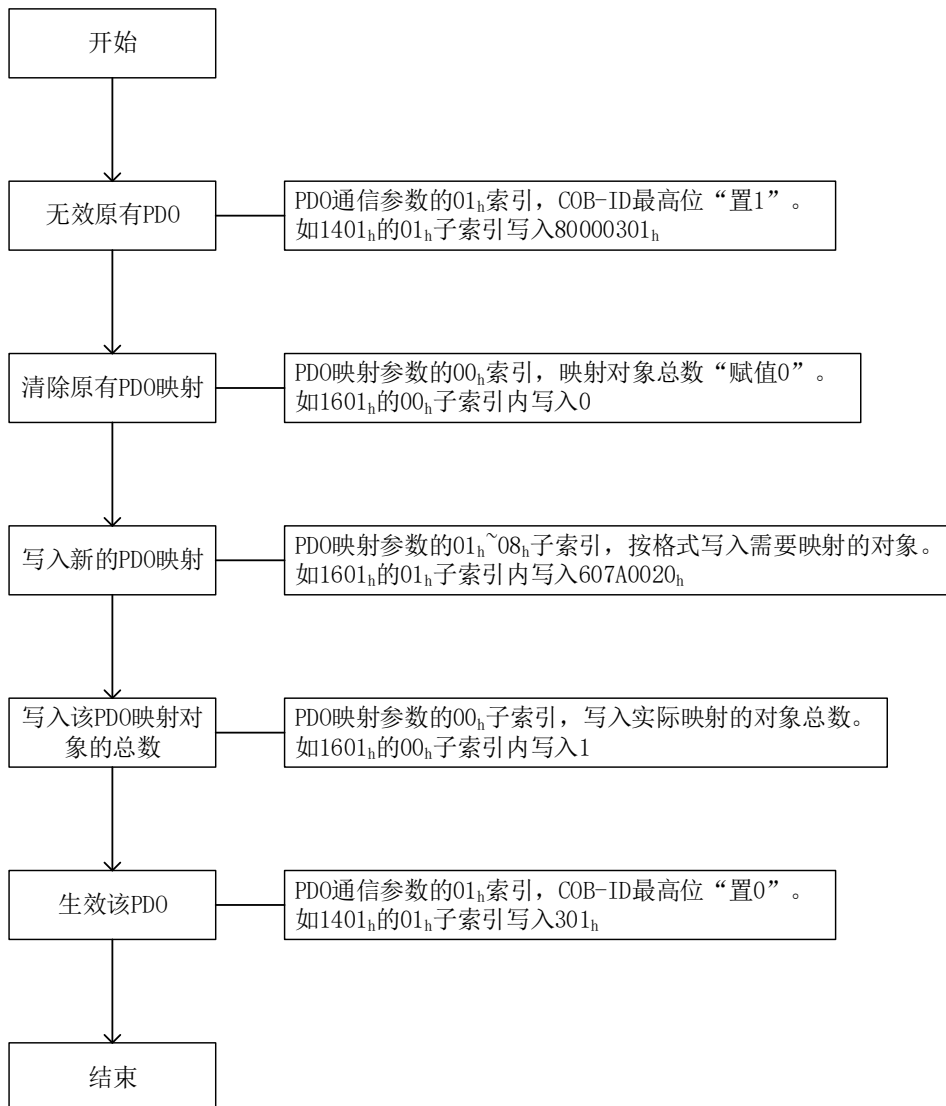 开始
无效原有PDO
PDO通信参数的01ₕ索引，COB-ID最高位“置1”。
如1401ₕ的01ₕ子索引写入80000301ₕ
清除原有PDO映射
PDO映射参数的00ₕ索引，映射对象总数“赋值0”。
如1601ₕ的00ₕ子索引内写入0
写入新的PDO映射
PDO映射参数的01ₕ~08ₕ子索引，按格式写入需要映射的对象。
如1601ₕ的01ₕ子索引内写入607A0020ₕ
写入该PDO映射对
象的总数
PDO映射参数的00ₕ子索引，写入实际映射的对象总数。
如1601ₕ的00ₕ子索引内写入1
生效该PDO
PDO通信参数的01ₕ索引，COB-ID最高位“置0”。
如1401ₕ的01ₕ子索引写入301ₕ
结束